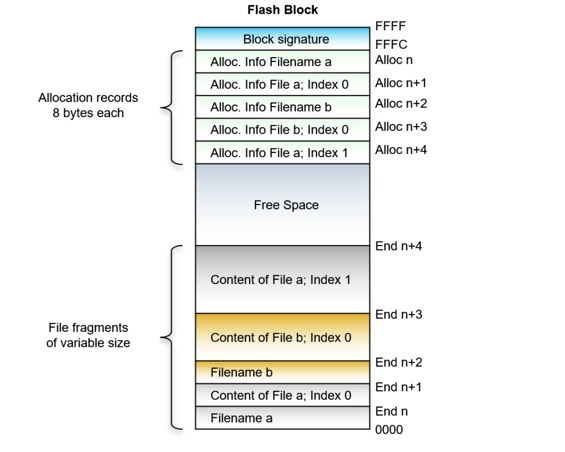 Flash Block
FFFF
Block signature
FFFC
Alloc. Info Filename a
Alloc n
Alloc. Info File a; Index 0
Alloc n+1
Allocation records
8 bytes each
Alloc. Info Filename b
Alloc n+2
Alloc. Info File b; Index 0
Alloc n+3
Alloc. Info File a; Index 1
Alloc n+4
Free Space
End n+4
Content of File a; Index 1
End n+3
File fragments
of variable size
Content of File b; Index 0
End n+2
Filename b
End n+1
Content of File a; Index 0
End n
Filename a
0000